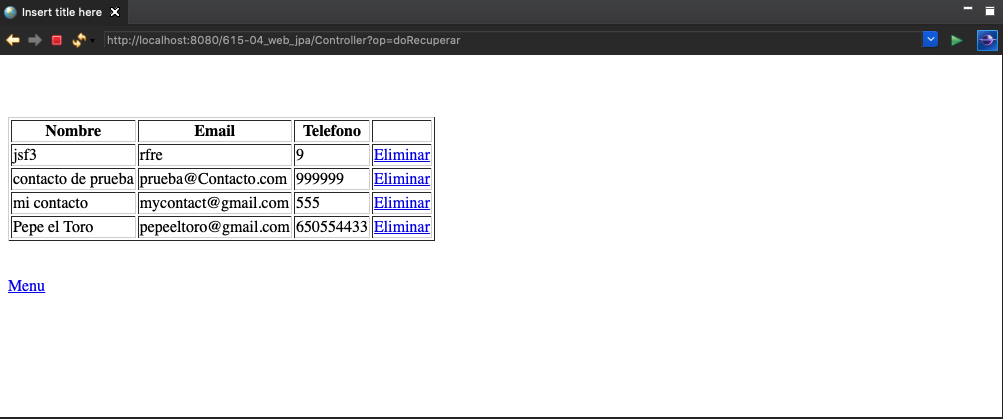 Insert title here
http://localhost:8080/615-04_web_jpa/Controller?op=doRecuperar
Nombre Email Telefono
jsf3 rfre 9 Eliminar
contacto de prueba prueba@Contacto.com 999999 Eliminar
mi contacto mycontact@gmail.com 555 Eliminar
Pepe el Toro pepeeltoro@gmail.com 650554433 Eliminar
Menu